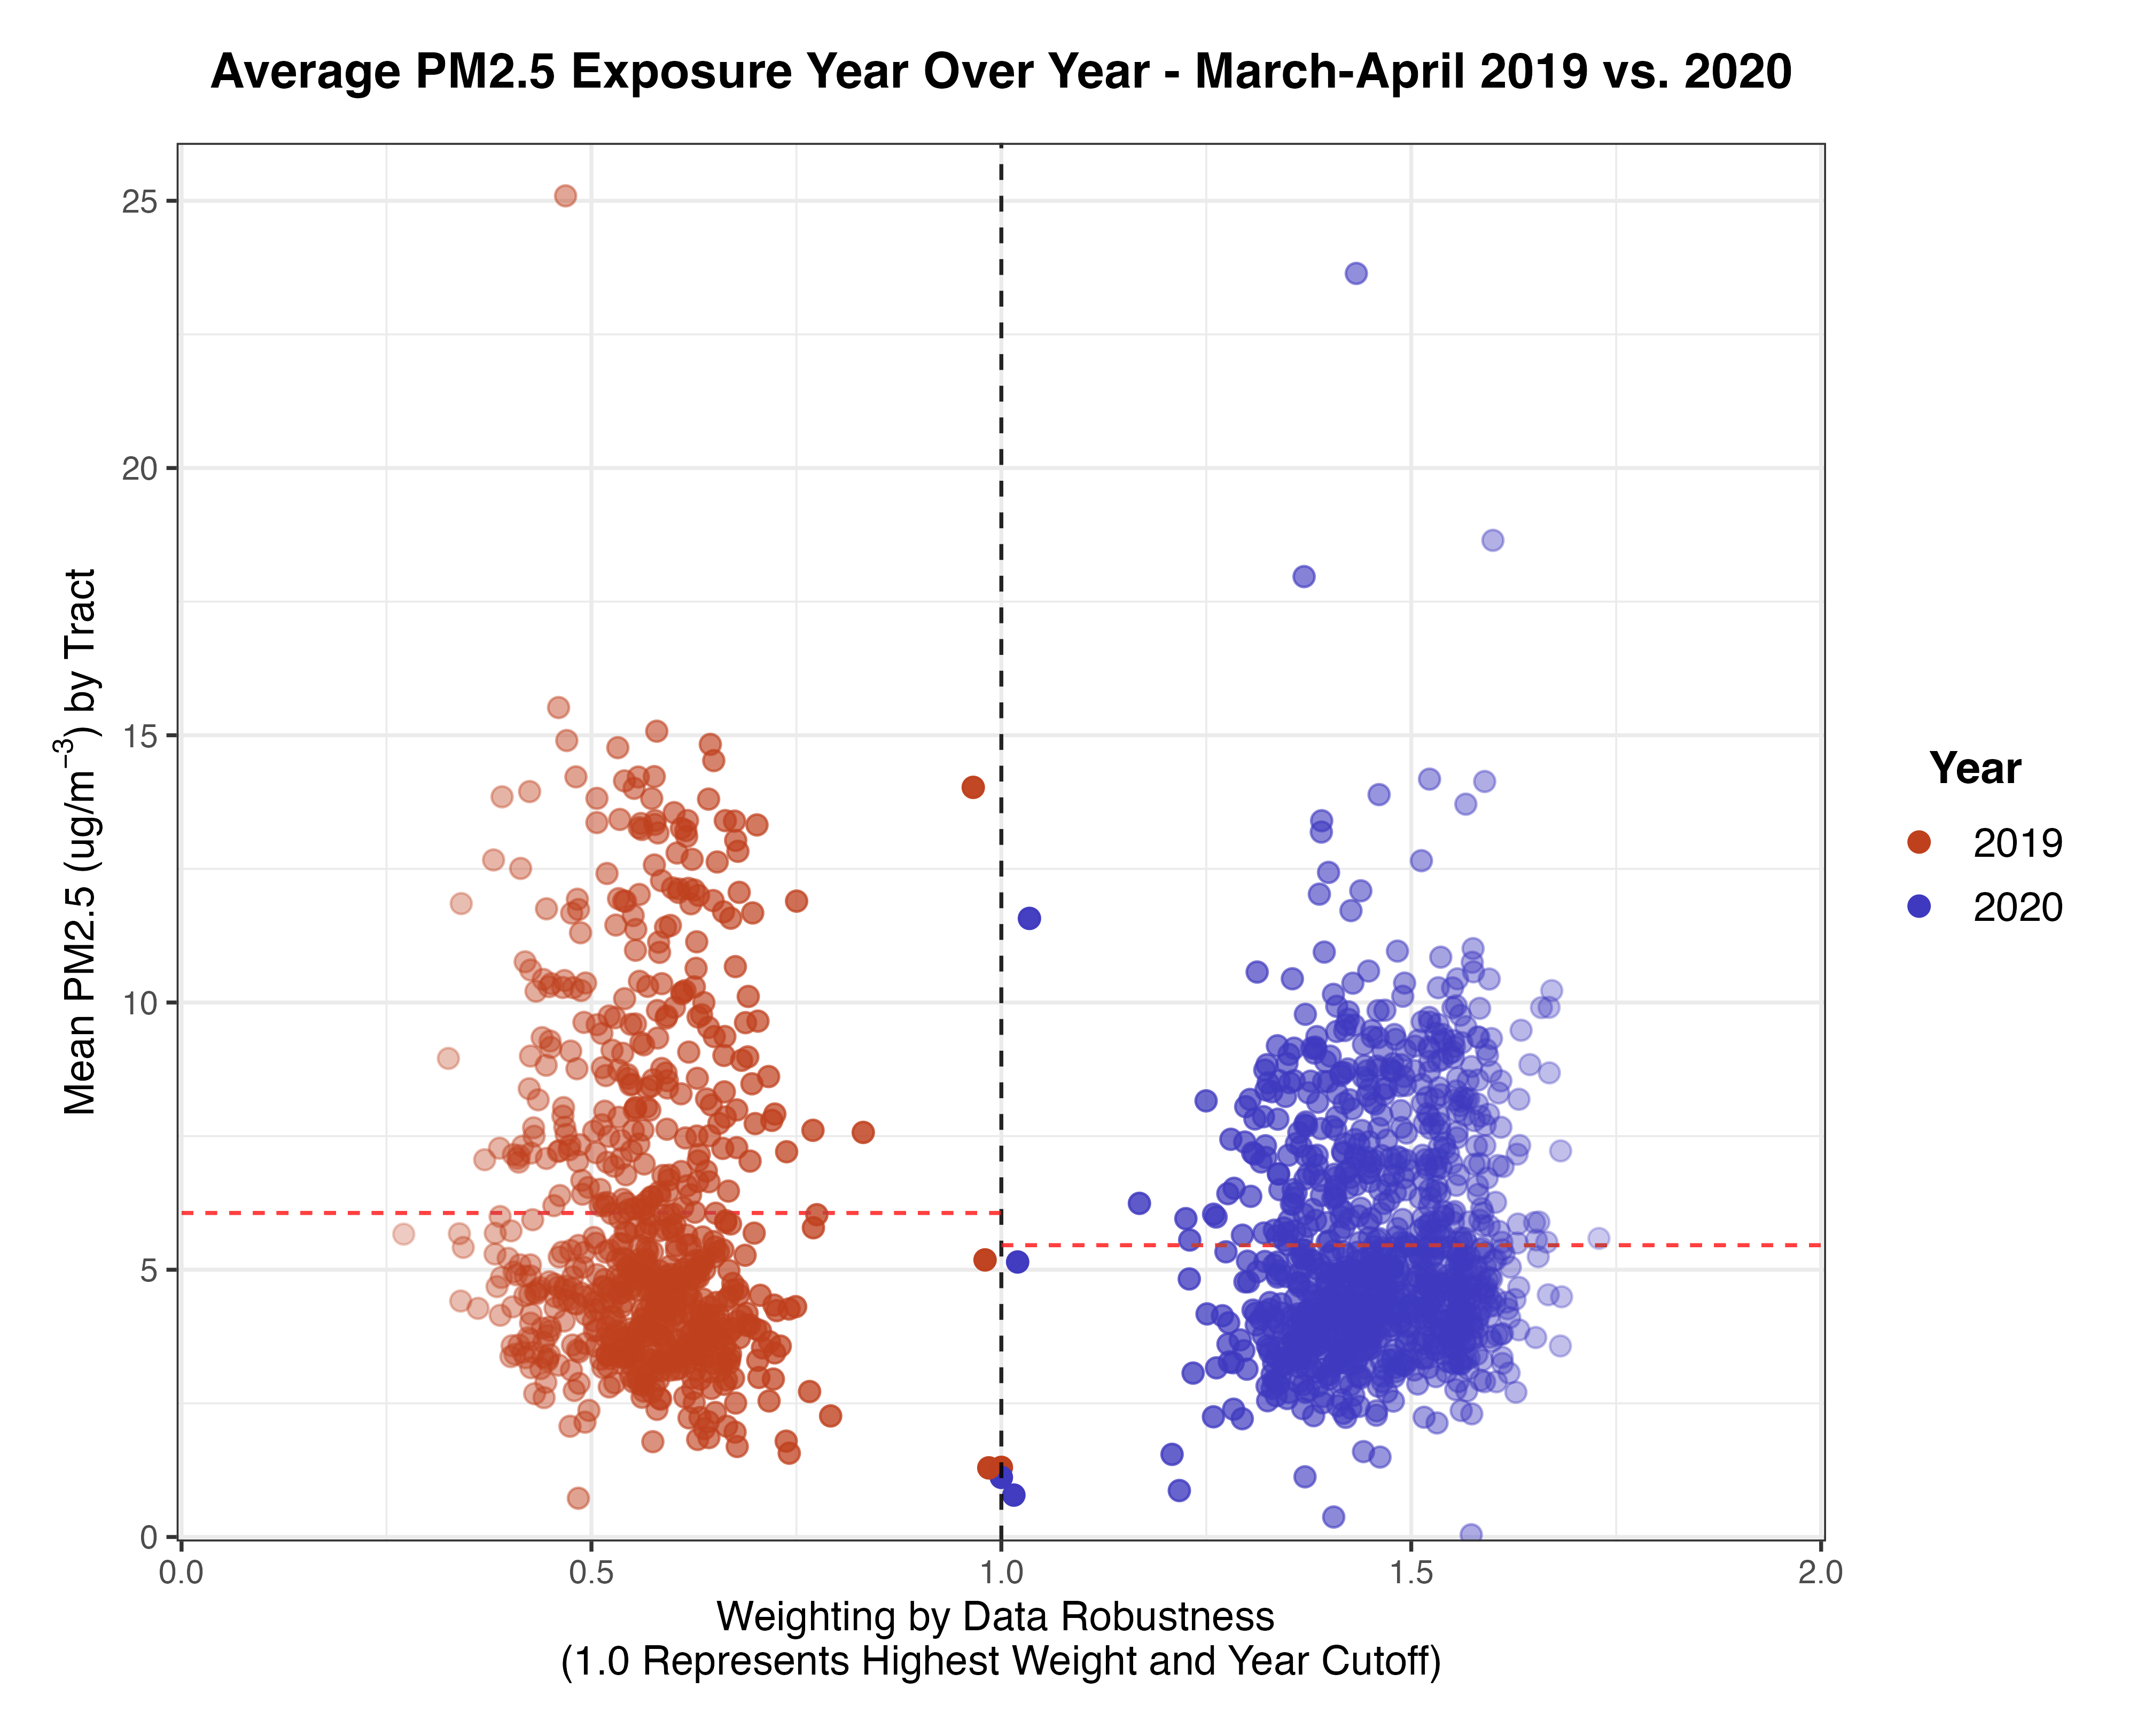 Average PM2.5 Exposure Year Over Year - March-April 2019 vs. 2020
Mean PM2.5 (ug/m⁻³) by Tract
25
20
15
10
5
0
0.0 0.5 1.0 1.5 2.0
Weighting by Data Robustness
(1.0 Represents Highest Weight and Year Cutoff)
Year
2019
2020